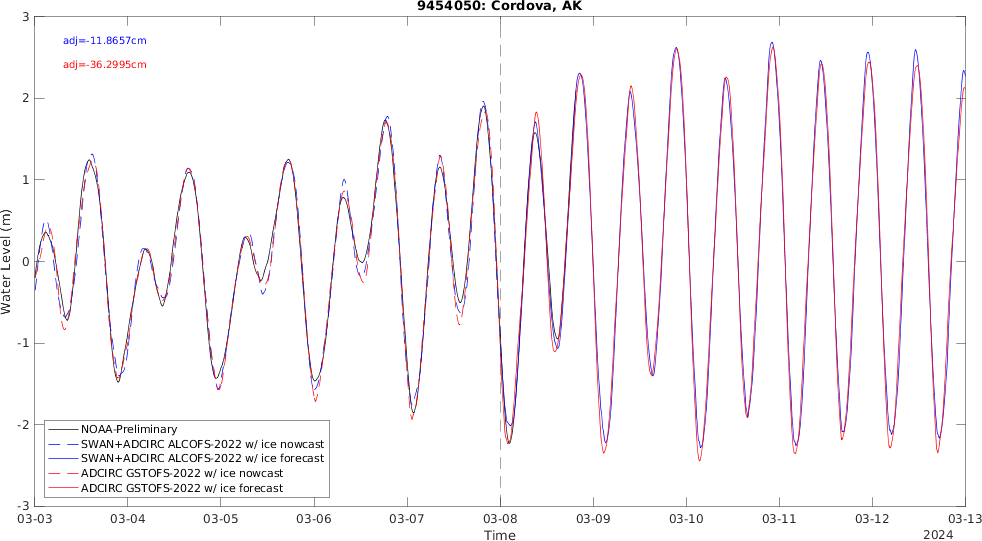 9454050: Cordova, AK
adj=-11.8657cm
adj=-36.2995cm
Water Level (m)
3
2
1
0
-1
-2
-3
NOAA-Preliminary
SWAN+ADCIRC ALCOFS-2022 w/ ice nowcast
SWAN+ADCIRC ALCOFS-2022 w/ ice forecast
ADCIRC GSTOFS-2022 w/ ice nowcast
ADCIRC GSTOFS-2022 w/ ice forecast
03-03 03-04 03-05 03-06 03-07 03-08 03-09 03-10 03-11 03-12 03-13
Time
2024